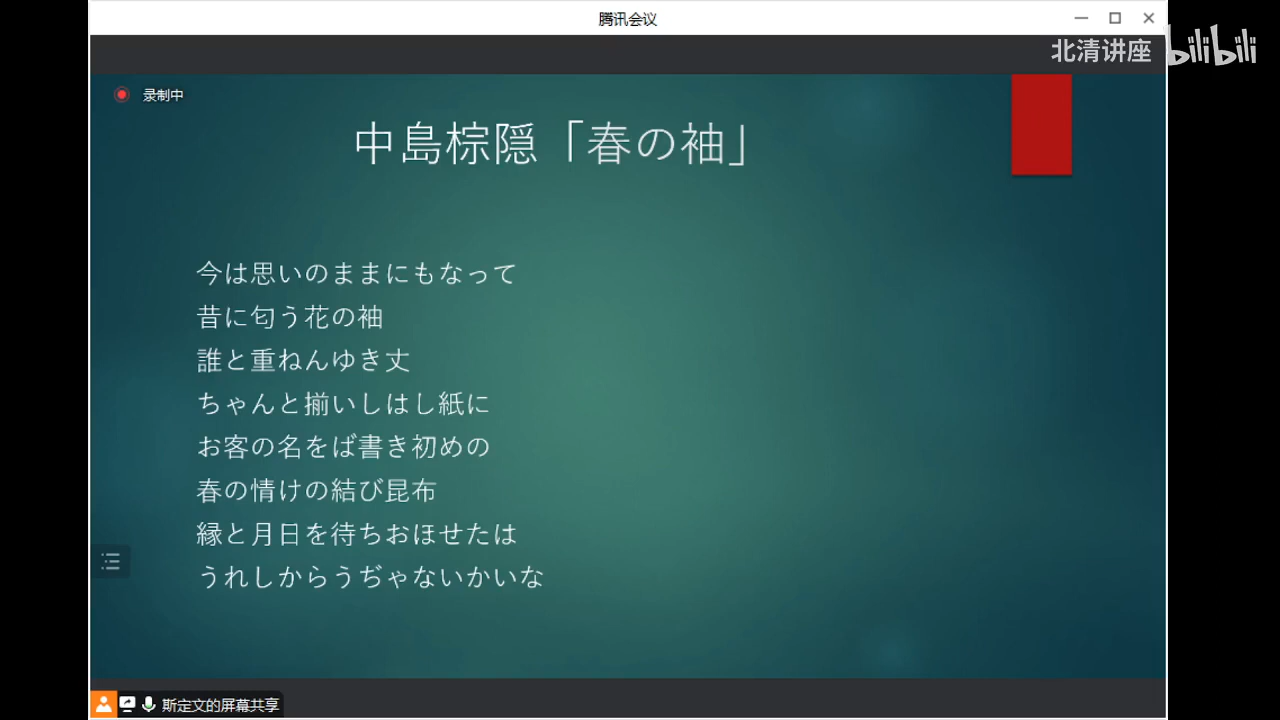 腾讯会议
北清讲座 bilibili
录制中
中島棕隠「春の袖」
今は思いのままにもなって
昔に匂う花の袖
誰と重ねんゆき丈
ちゃんと揃いしはし紙に
お客の名をば書き初めの
春の情けの結び昆布
縁と月日を待ちおほせたは
うれしからうぢゃないかいな
斯定文的屏幕共享